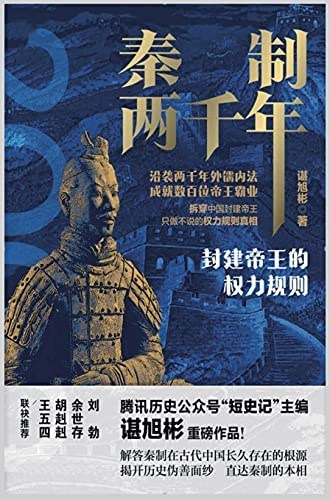 秦制
两千年
沿袭两千年外儒内法
成就数百位帝王霸业
拆穿中国封建帝王
只做不说的权力规则真相
谌旭彬 著
封建帝王的
权力规则
刘勃
余世存
胡赳赳
王五四
联袂推荐
腾讯历史公众号“短史记”主编
谌旭彬 重磅作品！
解答秦制在古代中国长久存在的根源
揭开历史伪善面纱 直达秦制的本相